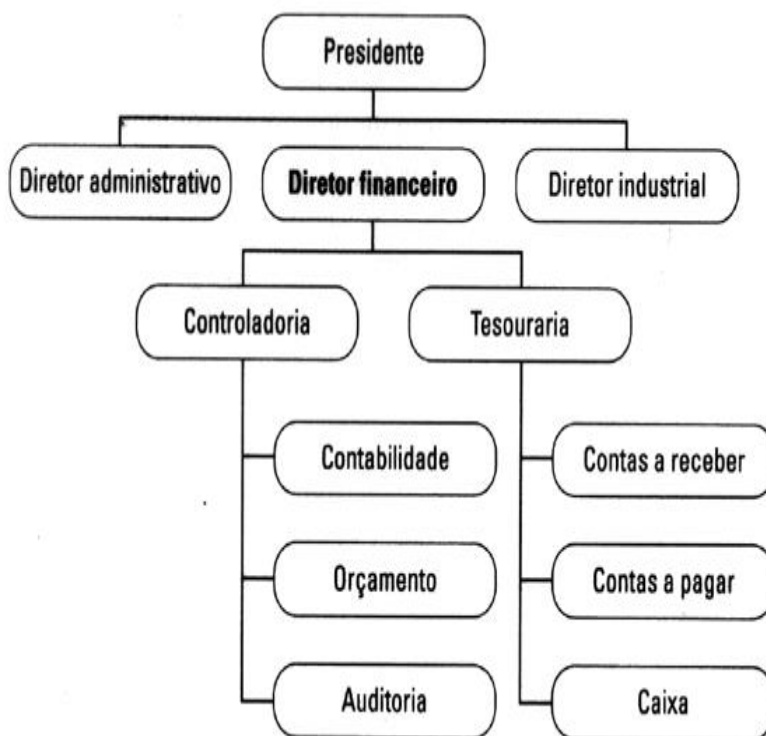 Presidente
Diretor administrativo
Diretor financeiro
Diretor industrial
Controladoria
Tesouraria
Contabilidade
Contas a receber
Orçamento
Contas a pagar
Auditoria
Caixa